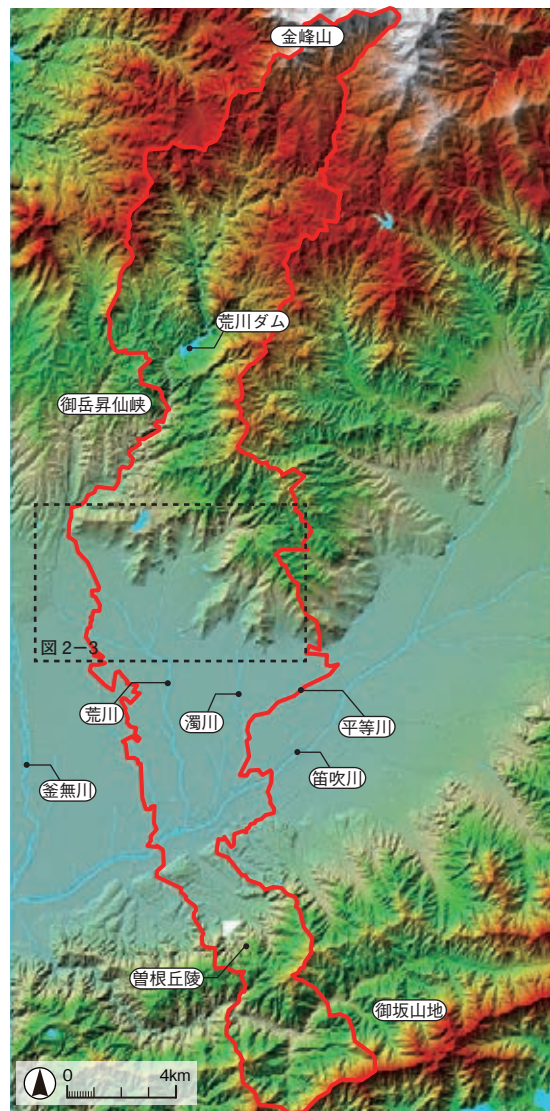 金峰山
荒川ダム
御岳昇仙峡
図2-3
荒川
濁川
平等川
釜無川
笛吹川
曽根丘陵
御坂山地
0 4km